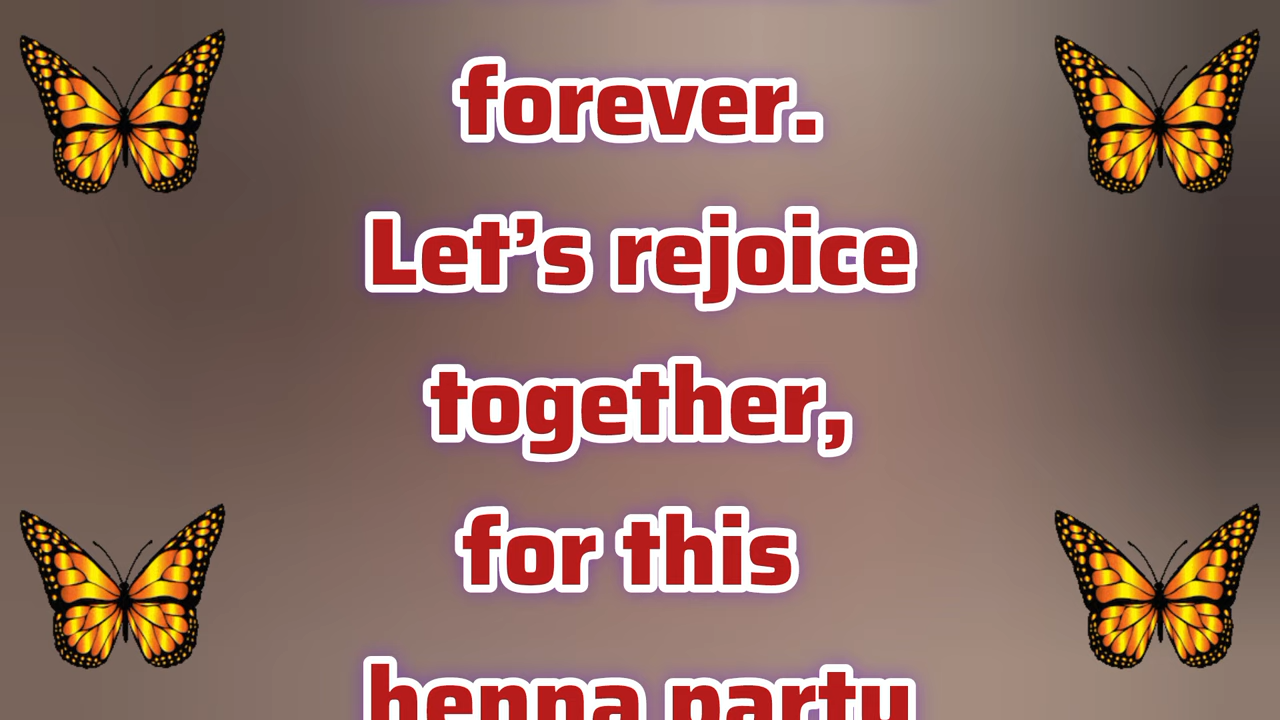 forever.
Let’s rejoice
together,
for this
henna party